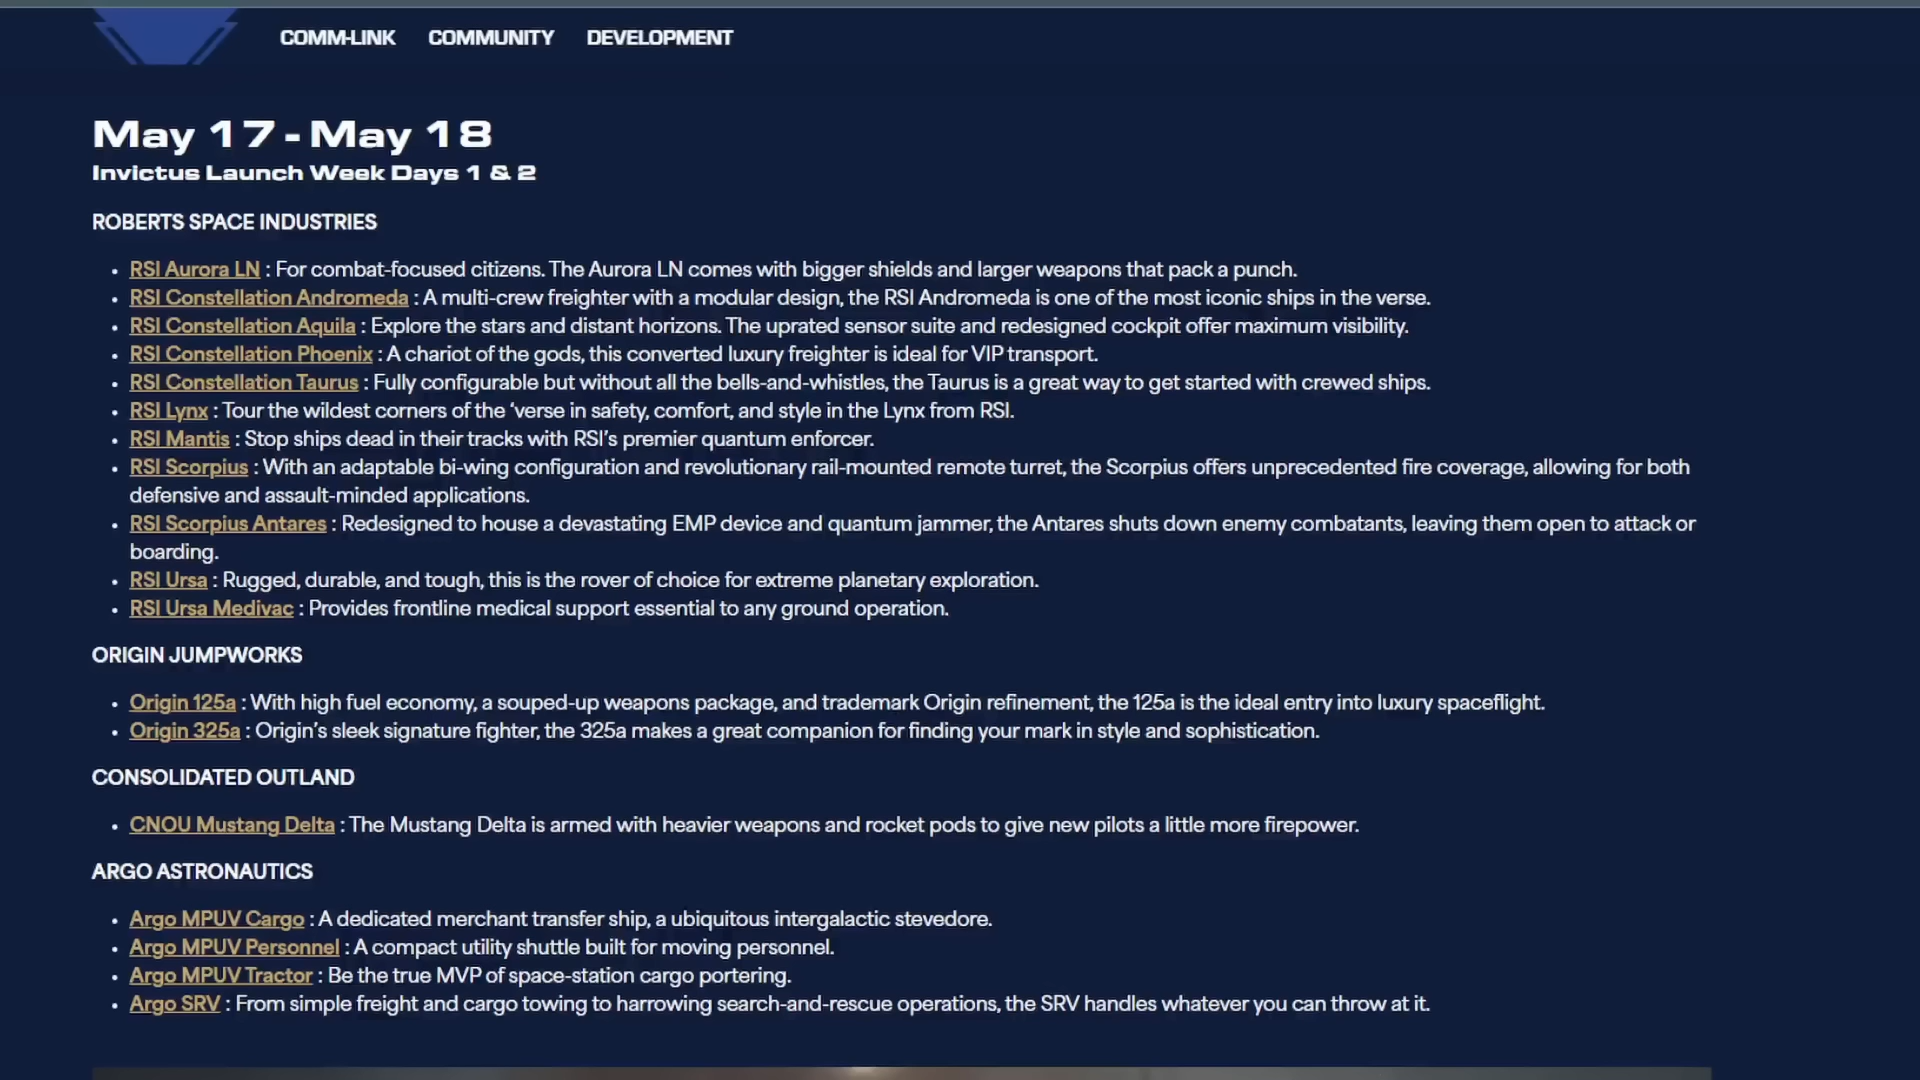 COMM-LINK COMMUNITY DEVELOPMENT
May 17 - May 18
Invictus Launch Week Days 1 & 2
ROBERTS SPACE INDUSTRIES
• RSI Aurora LN : For combat-focused citizens. The Aurora LN comes with bigger shields and larger weapons that pack a punch.
• RSI Constellation Andromeda : A multi-crew freighter with a modular design, the RSI Andromeda is one of the most iconic ships in the verse.
• RSI Constellation Aquila : Explore the stars and distant horizons. The uprated sensor suite and redesigned cockpit offer maximum visibility.
• RSI Constellation Phoenix : A chariot of the gods, this converted luxury freighter is ideal for VIP transport.
• RSI Constellation Taurus : Fully configurable but without all the bells-and-whistles, the Taurus is a great way to get started with crewed ships.
• RSI Lynx : Tour the wildest corners of the ‘verse in safety, comfort, and style in the Lynx from RSI.
• RSI Mantis : Stop ships dead in their tracks with RSI’s premier quantum enforcer.
• RSI Scorpius : With an adaptable bi-wing configuration and revolutionary rail-mounted remote turret, the Scorpius offers unprecedented fire coverage, allowing for both
defensive and assault-minded applications.
• RSI Scorpius Antares : Redesigned to house a devastating EMP device and quantum jammer, the Antares shuts down enemy combatants, leaving them open to attack or
boarding.
• RSI Ursa : Rugged, durable, and tough, this is the rover of choice for extreme planetary exploration.
• RSI Ursa Medivac : Provides frontline medical support essential to any ground operation.
ORIGIN JUMPWORKS
• Origin 125a : With high fuel economy, a souped-up weapons package, and trademark Origin refinement, the 125a is the ideal entry into luxury spaceflight.
• Origin 325a : Origin’s sleek signature fighter, the 325a makes a great companion for finding your mark in style and sophistication.
CONSOLIDATED OUTLAND
• CNOU Mustang Delta : The Mustang Delta is armed with heavier weapons and rocket pods to give new pilots a little more firepower.
ARGO ASTRONAUTICS
• Argo MPUV Cargo : A dedicated merchant transfer ship, a ubiquitous intergalactic stevedore.
• Argo MPUV Personnel : A compact utility shuttle built for moving personnel.
• Argo MPUV Tractor : Be the true MVP of space-station cargo portering.
• Argo SRV : From simple freight and cargo towing to harrowing search-and-rescue operations, the SRV handles whatever you can throw at it.